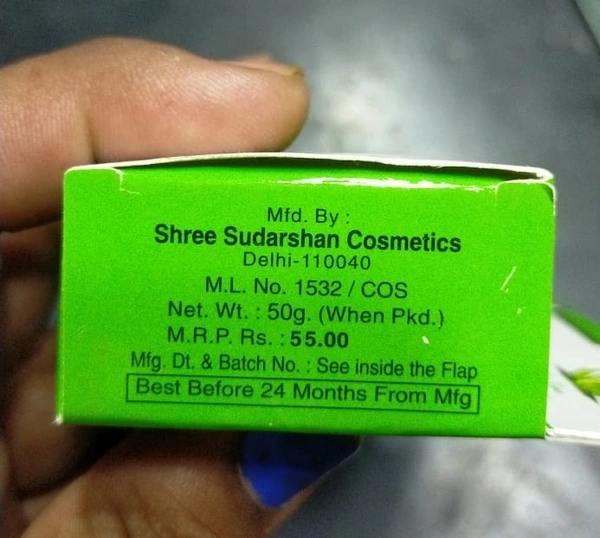 Mfd. By :
Shree Sudarshan Cosmetics
Delhi-110040
M.L. No. 1532 / COS
Net. Wt. : 50g. (When Pkd.)
M.R.P. Rs. : 55.00
Mfg. Dt. & Batch No. : See inside the Flap
Best Before 24 Months From Mfg